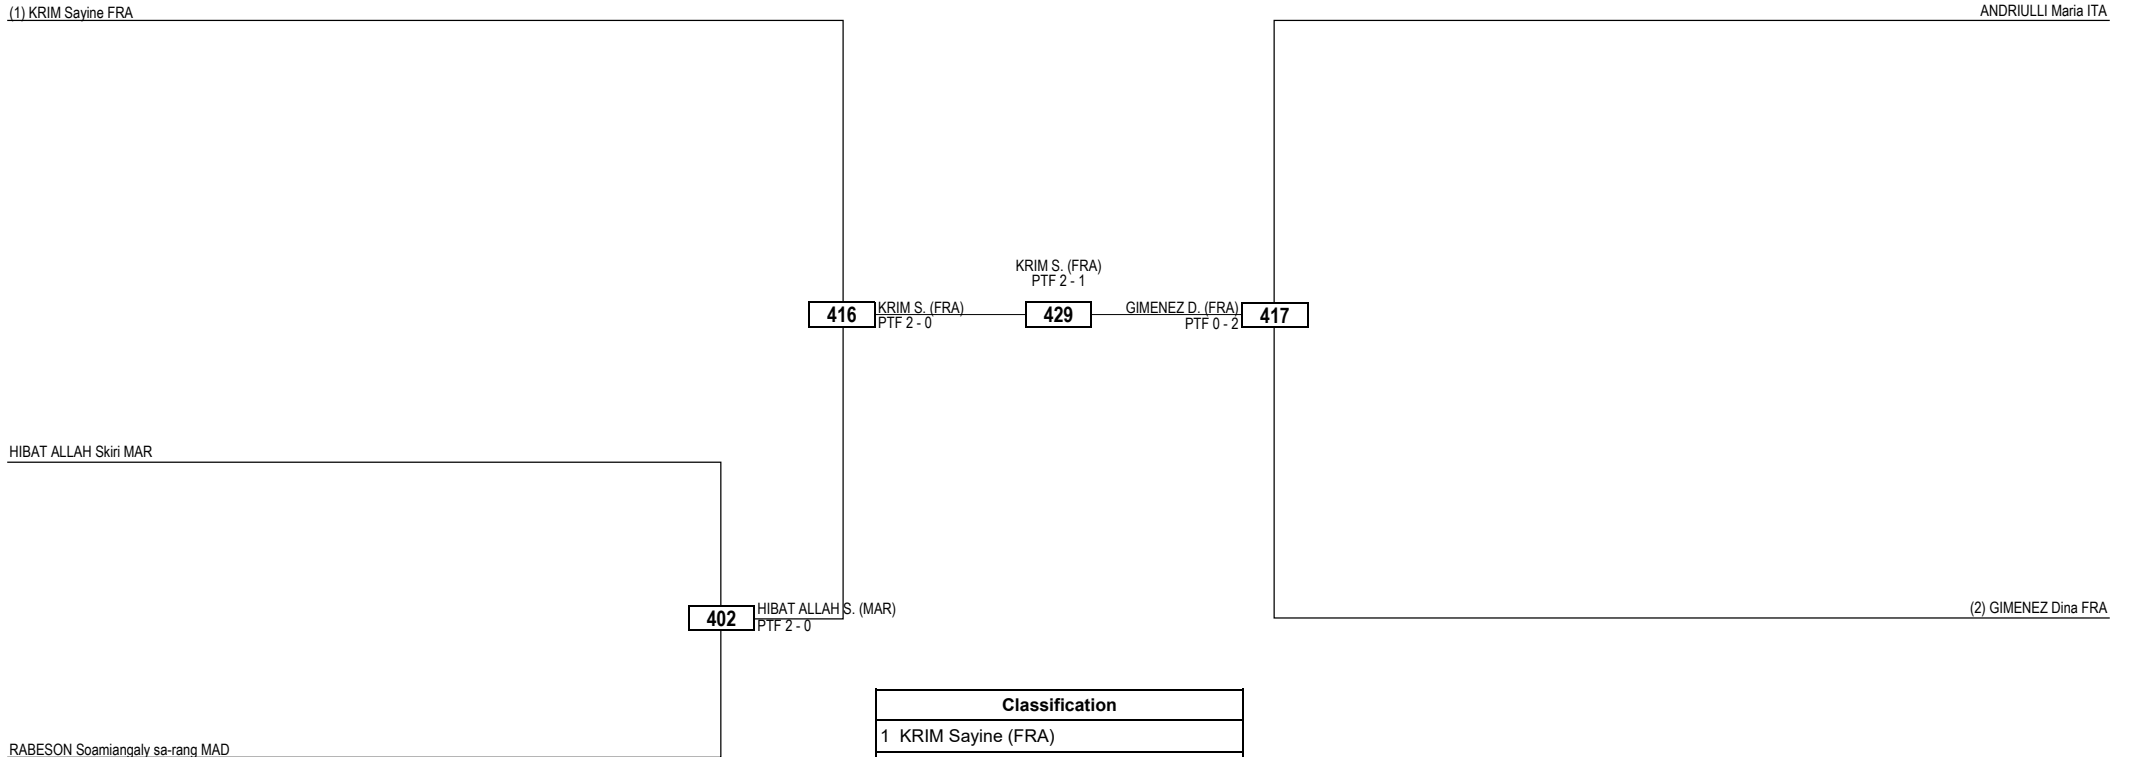 (1) KRIM Sayine FRA
ANDRIULLI Maria ITA
KRIM S. (FRA)
PTF 2 - 1
416
KRIM S. (FRA)
PTF 2 - 0
429
GIMENEZ D. (FRA)
PTF 0 - 2
417
HIBAT ALLAH Skiri MAR
402
HIBAT ALLAH S. (MAR)
PTF 2 - 0
(2) GIMENEZ Dina FRA
Classification
1 KRIM Sayine (FRA)
RABESON Soamiangaly sa-rang MAD